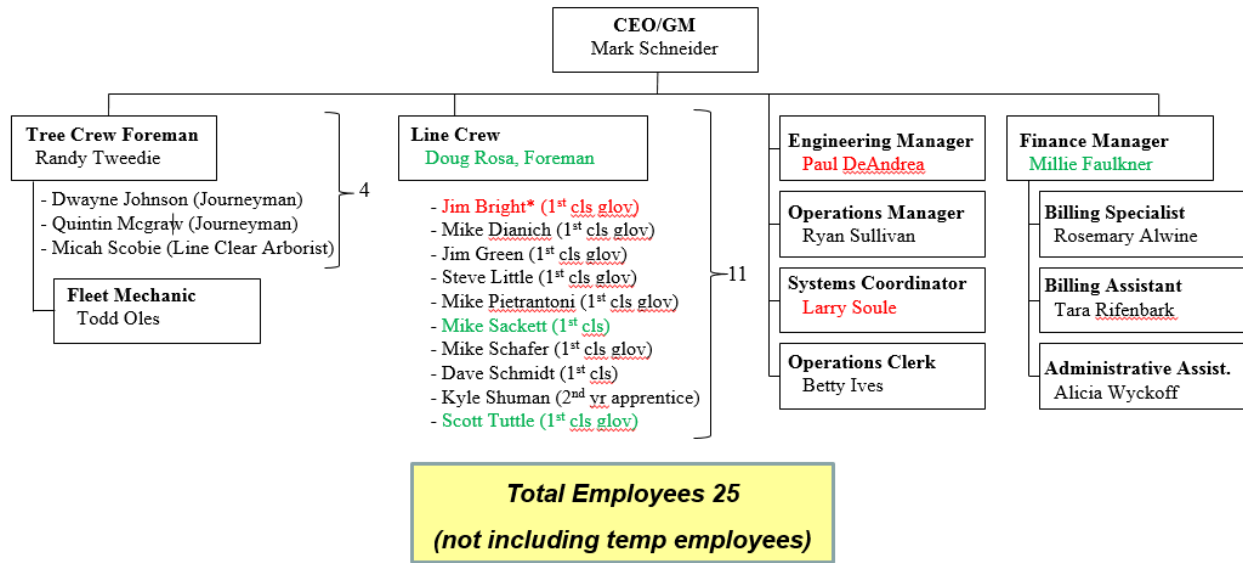 CEO/GM
Mark Schneider
Tree Crew Foreman
Randy Tweedie
- Dwayne Johnson (Journeyman)
- Quintin Mcgraw (Journeyman)
- Micah Scobie (Line Clear Arborist)
4
Fleet Mechanic
Todd Oles
Line Crew
Doug Rosa, Foreman
- Jim Bright* (1st cls glov)
- Mike Dianich (1st cls glov)
- Jim Green (1st cls glov)
- Steve Little (1st cls glov)
- Mike Pietrantoni (1st cls glov)
- Mike Sackett (1st cls)
- Mike Schafer (1st cls glov)
- Dave Schmidt (1st cls)
- Kyle Shuman (2nd yr apprentice)
- Scott Tuttle (1st cls glov)
11
Engineering Manager
Paul DeAndrea
Operations Manager
Ryan Sullivan
Systems Coordinator
Larry Soule
Operations Clerk
Betty Ives
Finance Manager
Millie Faulkner
Billing Specialist
Rosemary Alwine
Billing Assistant
Tara Rifenbark
Administrative Assist.
Alicia Wyckoff
Total Employees 25
(not including temp employees)